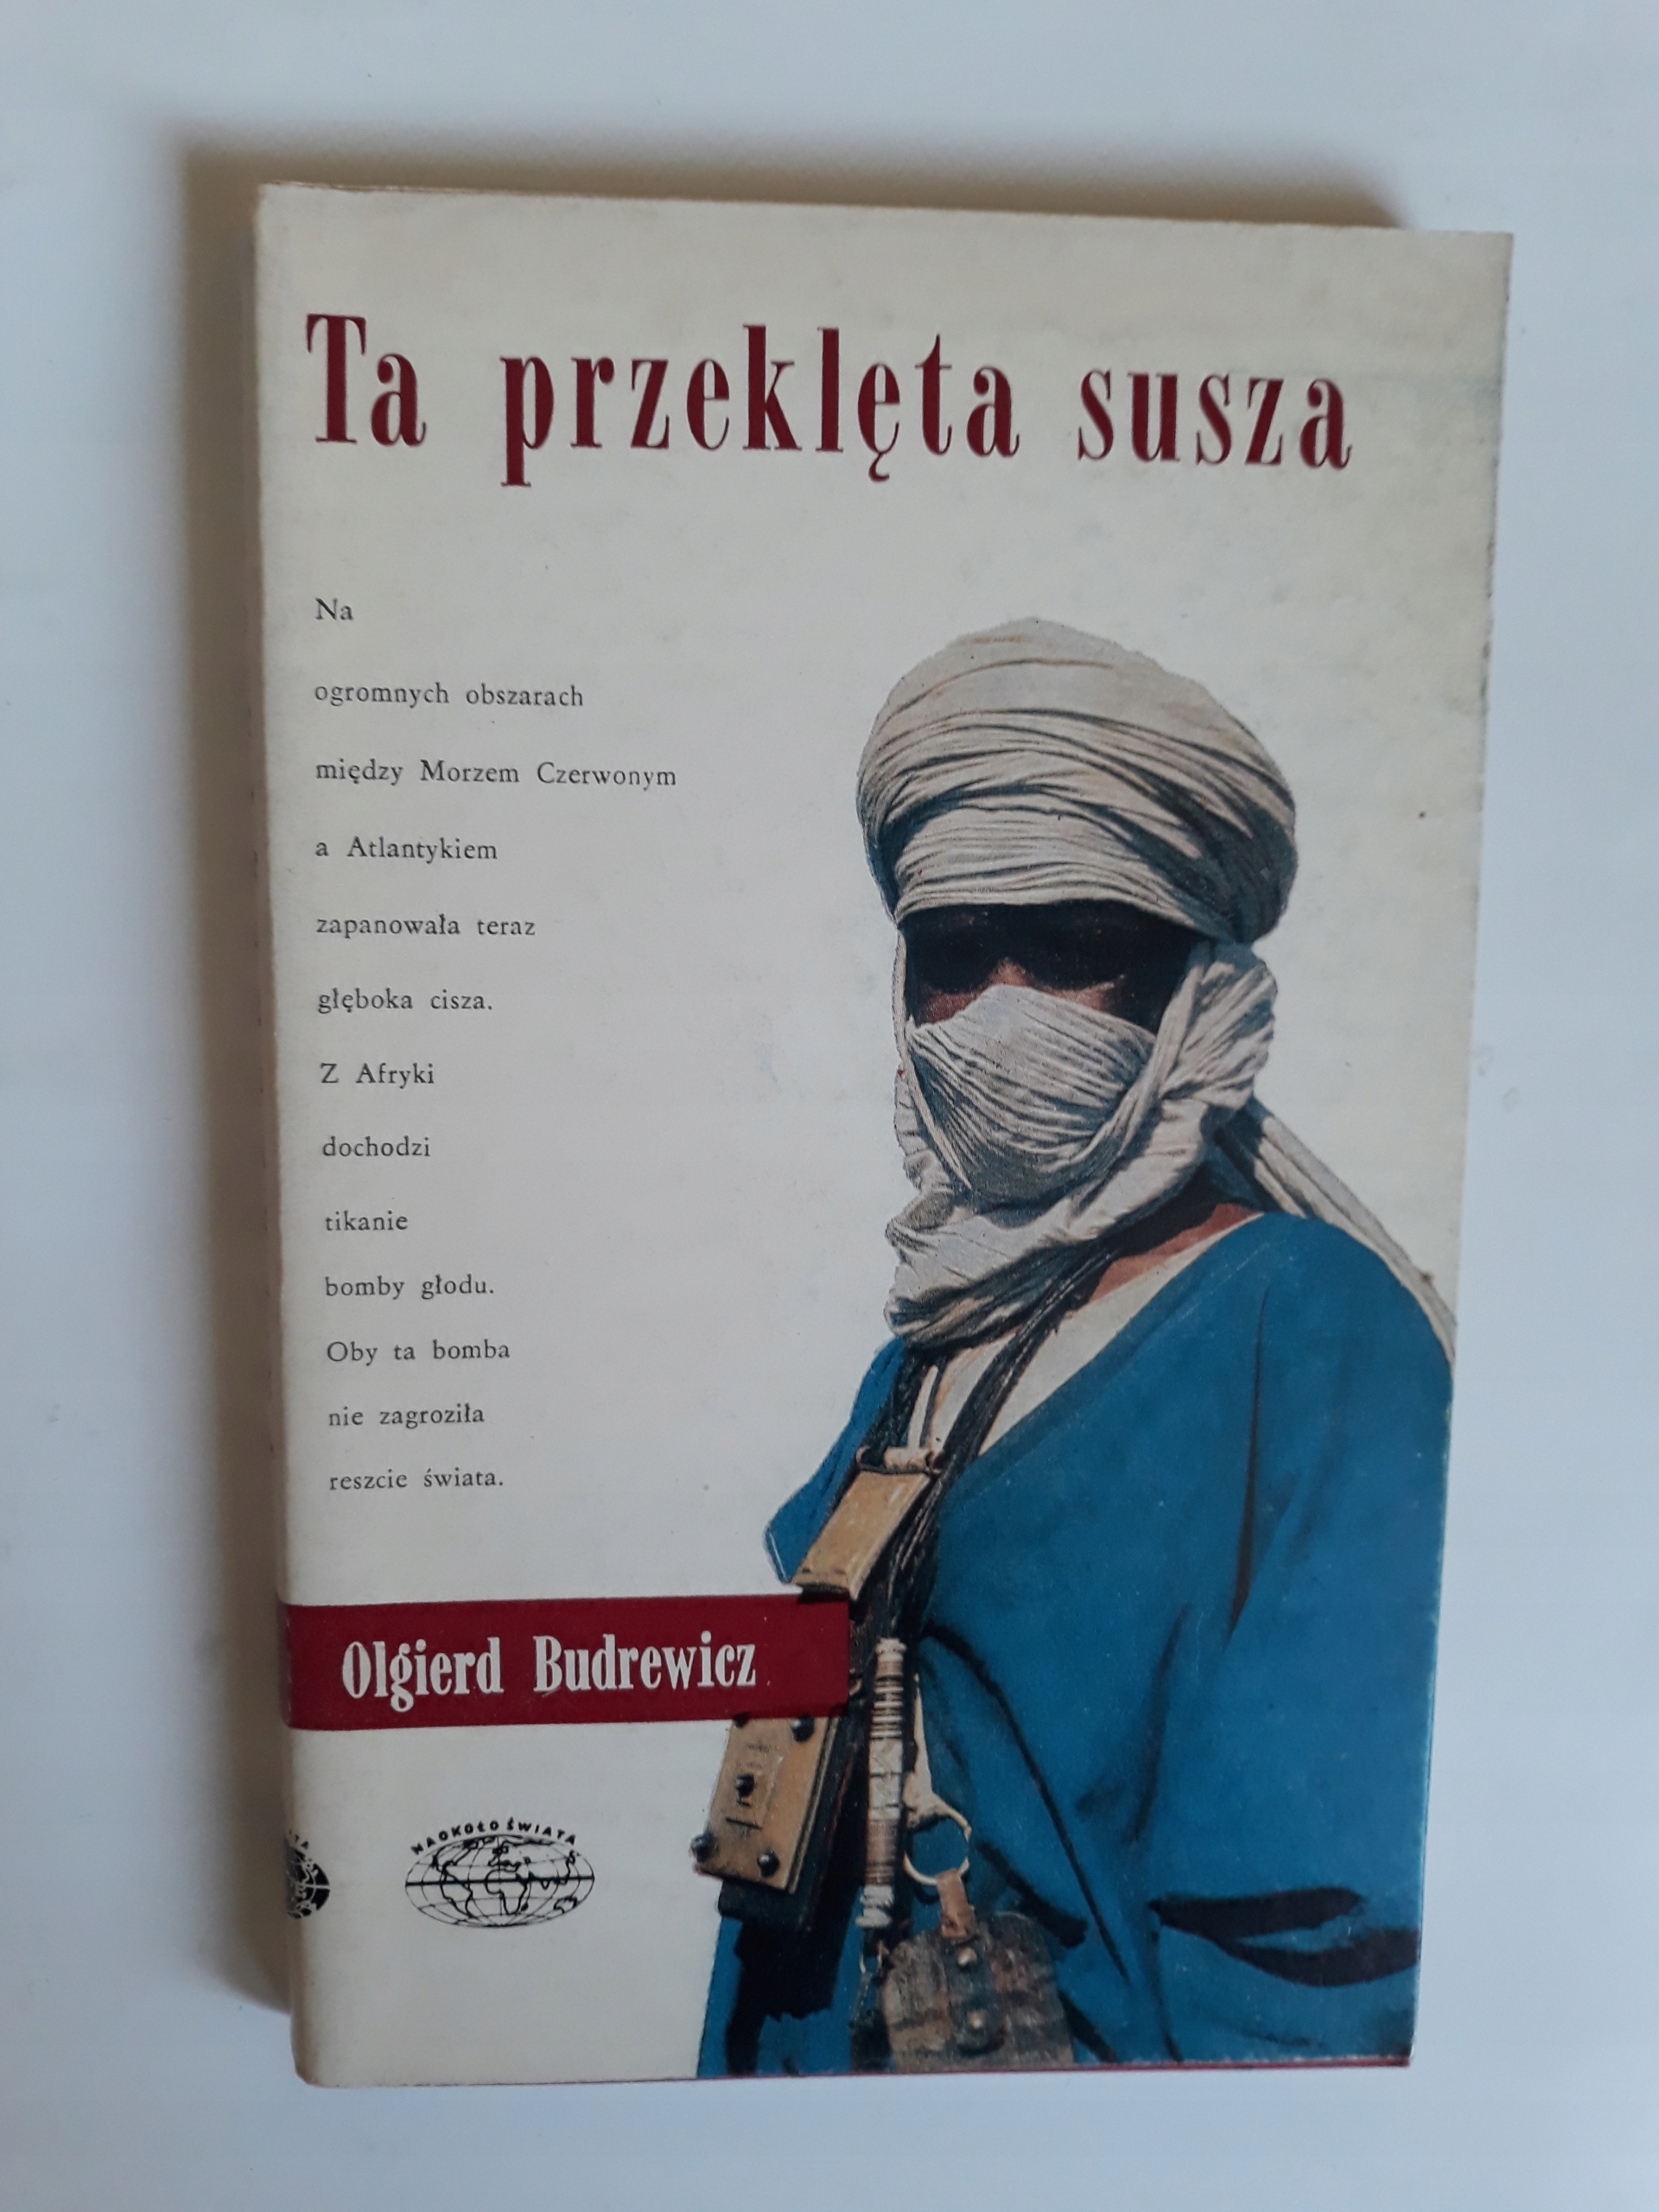 Ta przeklęta susza
Na
ogromnych obszarach
między Morzem Czerwonym
a Atlantykiem
zapanowała teraz
głęboka cisza.
Z Afryki
dochodzi
tikanie
bomby głodu.
Oby ta bomba
nie zagroziła
reszcie świata.
Olgierd Budrewicz
NAOKOŁO ŚWIATA